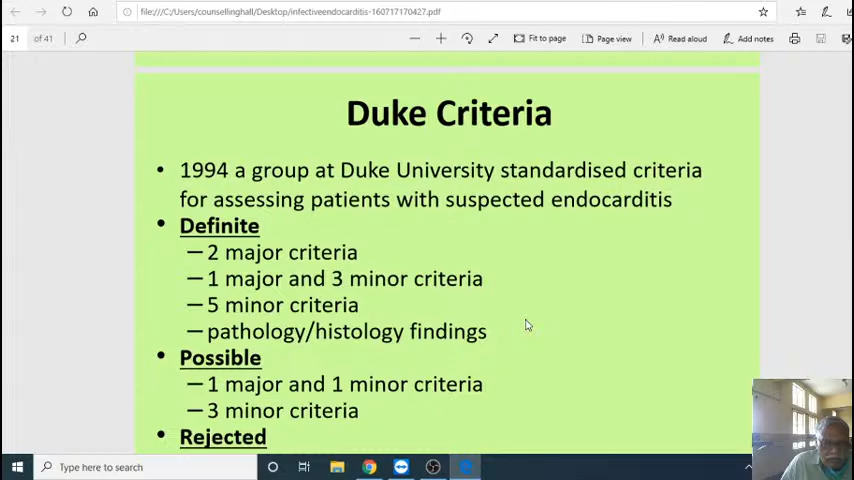 file:///C:/Users/counsellinghall/Desktop/infectiveendocarditis-160717170427.pdf
21 of 41
Fit to page
Page view
Read aloud
Add notes
Duke Criteria
• 1994 a group at Duke University standardised criteria
for assessing patients with suspected endocarditis
• Definite
–2 major criteria
–1 major and 3 minor criteria
–5 minor criteria
–pathology/histology findings
• Possible
–1 major and 1 minor criteria
–3 minor criteria
• Rejected
Type here to search